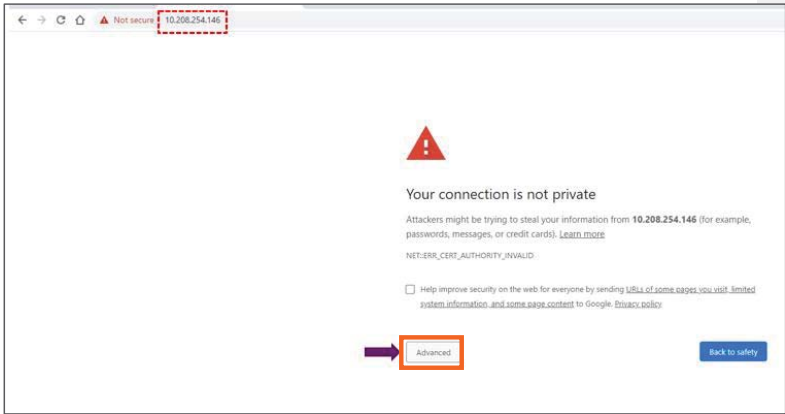 Not secure 10.208.254.146
Your connection is not private
Attackers might be trying to steal your information from 10.208.254.146 (for example,
passwords, messages, or credit cards). Learn more
NET::ERR_CERT_AUTHORITY_INVALID
Help improve security on the web for everyone by sending URLs of some pages you visit, limited
system information, and some page content to Google. Privacy policy
Advanced
Back to safety